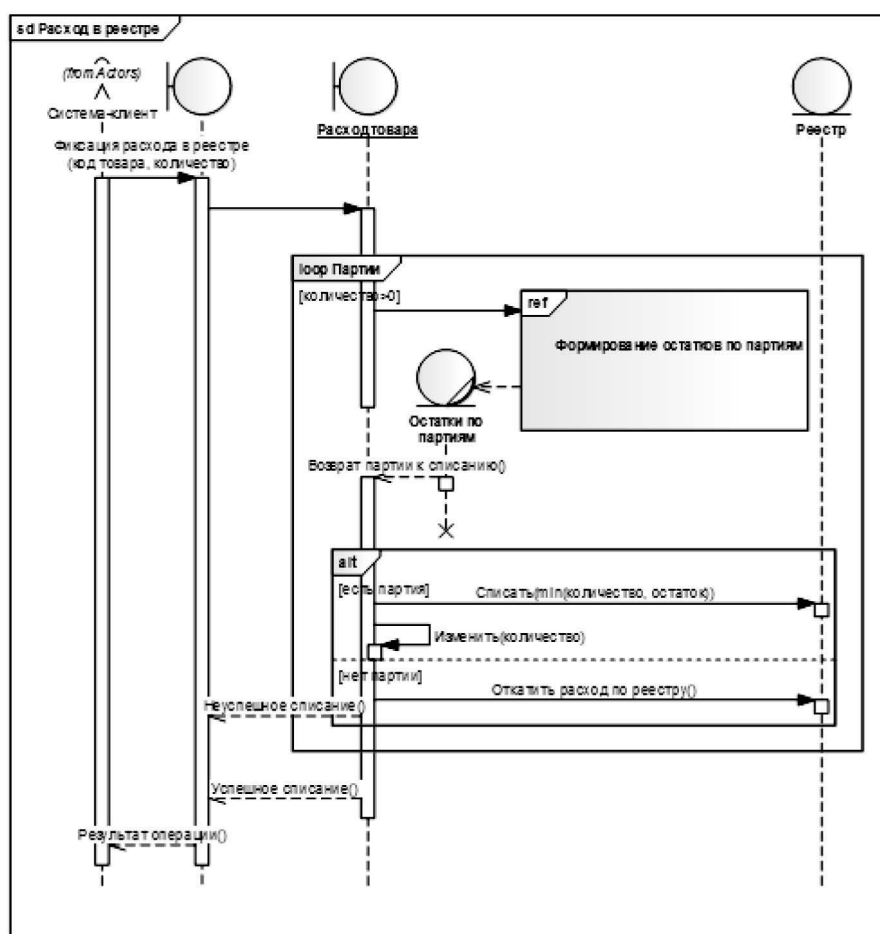 sd Расход в реестре
(from Actors)
Система-клиент
Расход товара
Реестр
Фиксация расхода в реестре
(код товара, количество)
loop Партии
[количество>0]
ref
Формирование остатков по партиям
Остатки по
партиям
Возврат партии к списанию()
alt
[есть партия]
Списать(min(количество, остаток))
Изменить(количество)
[нет партии]
Откатить расход по реестру()
Неуспешное списание()
Успешное списание()
Результат операции()